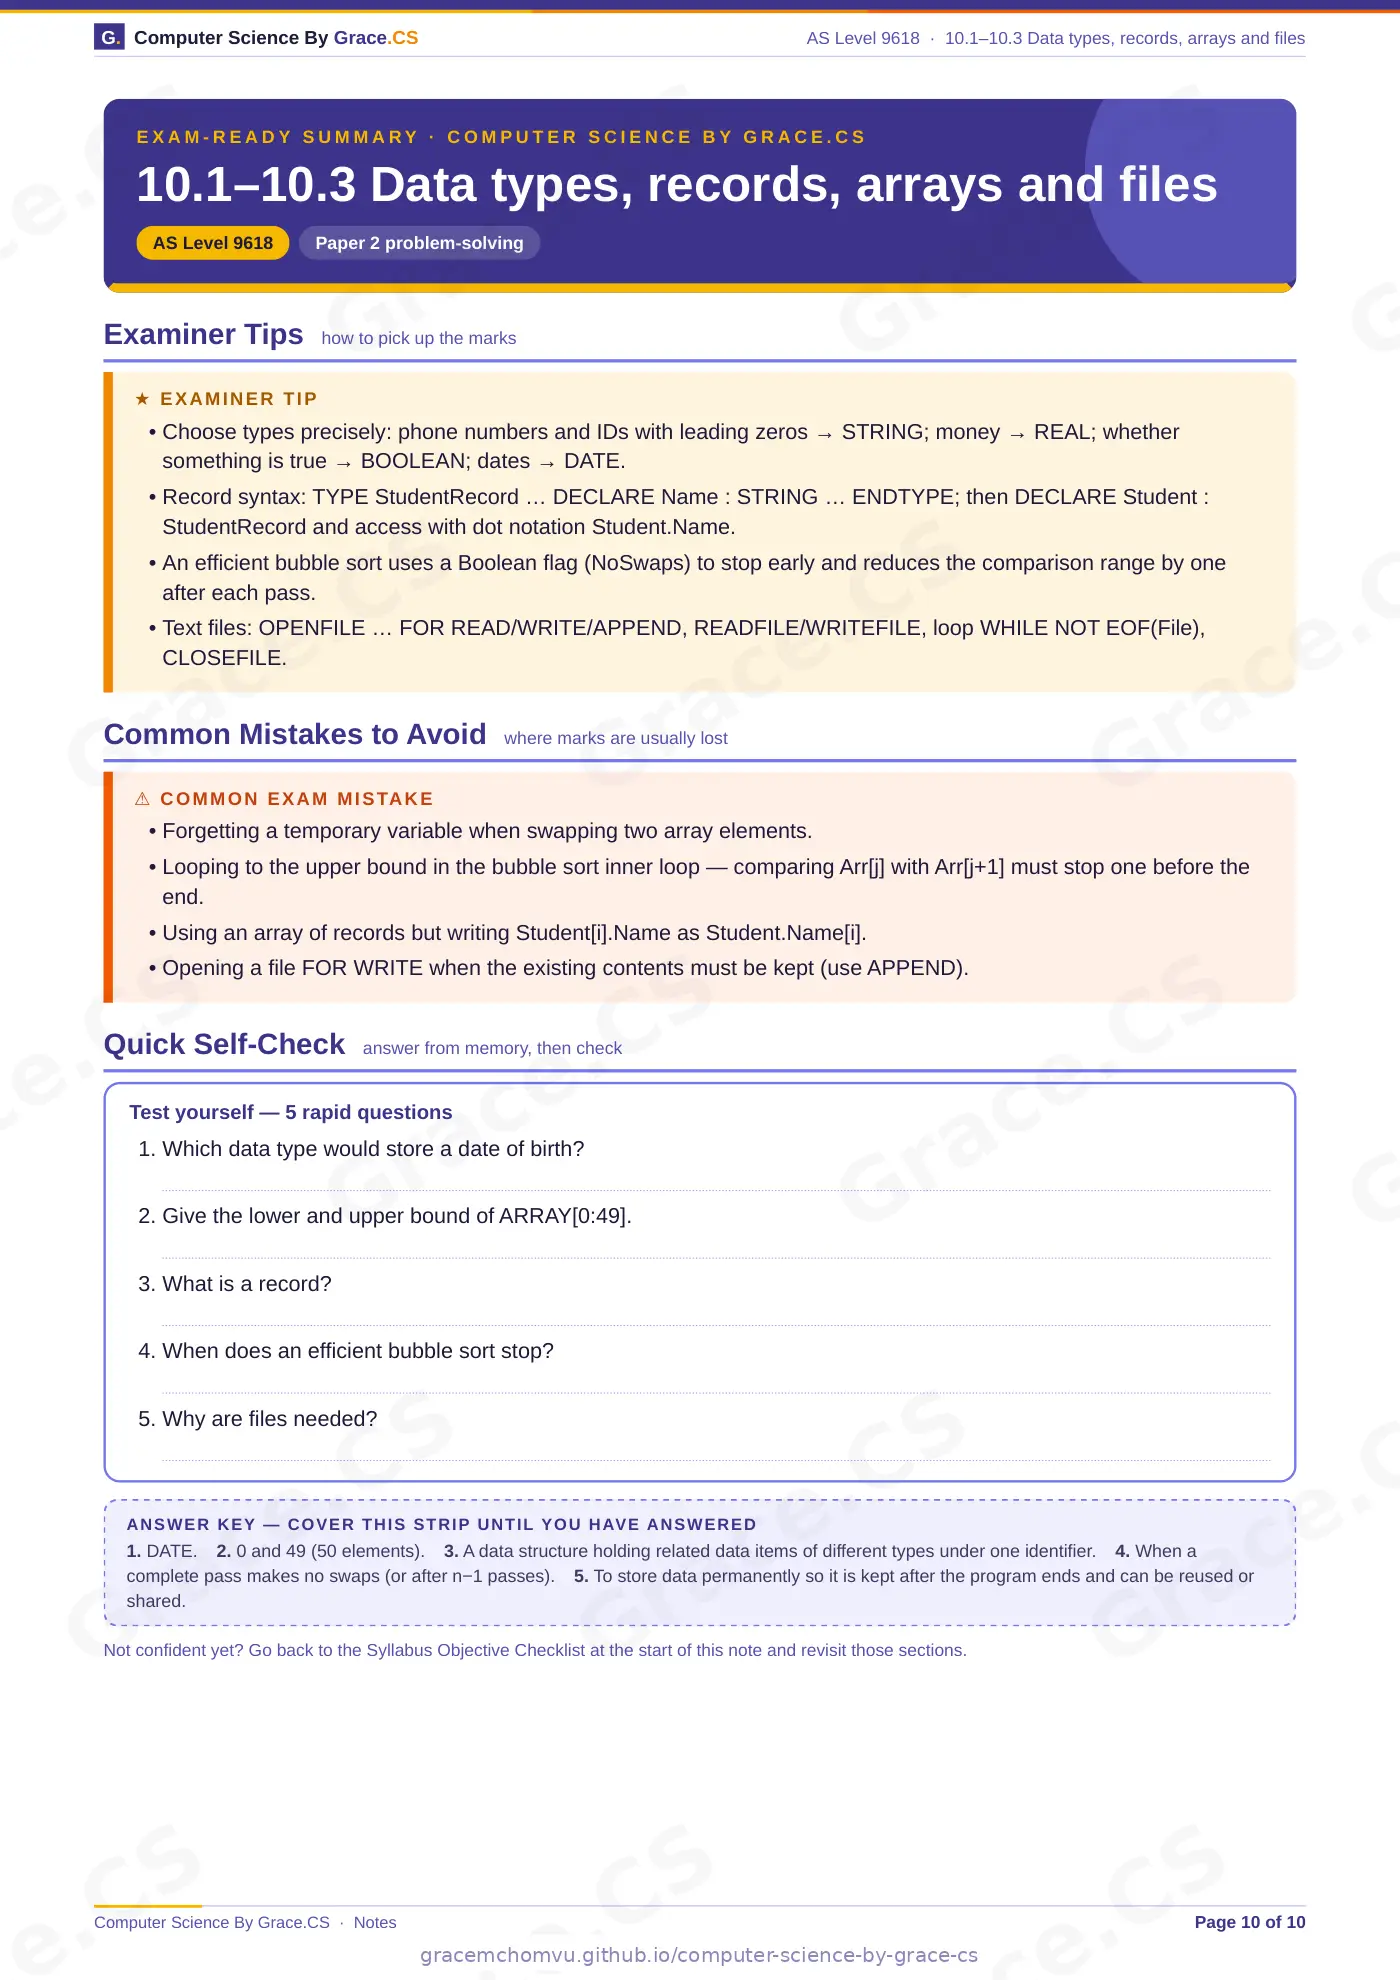 G. Computer Science By Grace.CS
AS Level 9618 · 10.1–10.3 Data types, records, arrays and files
EXAM-READY SUMMARY · COMPUTER SCIENCE BY GRACE.CS
10.1–10.3 Data types, records, arrays and files
AS Level 9618 Paper 2 problem-solving
Examiner Tips how to pick up the marks
★ EXAMINER TIP
• Choose types precisely: phone numbers and IDs with leading zeros → STRING; money → REAL; whether
something is true → BOOLEAN; dates → DATE.
• Record syntax: TYPE StudentRecord … DECLARE Name : STRING … ENDTYPE; then DECLARE Student :
StudentRecord and access with dot notation Student.Name.
• An efficient bubble sort uses a Boolean flag (NoSwaps) to stop early and reduces the comparison range by one
after each pass.
• Text files: OPENFILE … FOR READ/WRITE/APPEND, READFILE/WRITEFILE, loop WHILE NOT EOF(File),
CLOSEFILE.
Common Mistakes to Avoid where marks are usually lost
⚠ COMMON EXAM MISTAKE
• Forgetting a temporary variable when swapping two array elements.
• Looping to the upper bound in the bubble sort inner loop — comparing Arr[j] with Arr[j+1] must stop one before the
end.
• Using an array of records but writing Student[i].Name as Student.Name[i].
• Opening a file FOR WRITE when the existing contents must be kept (use APPEND).
Quick Self-Check answer from memory, then check
Test yourself — 5 rapid questions
1. Which data type would store a date of birth?
2. Give the lower and upper bound of ARRAY[0:49].
3. What is a record?
4. When does an efficient bubble sort stop?
5. Why are files needed?
ANSWER KEY — COVER THIS STRIP UNTIL YOU HAVE ANSWERED
1. DATE. 2. 0 and 49 (50 elements). 3. A data structure holding related data items of different types under one identifier. 4. When a
complete pass makes no swaps (or after n−1 passes). 5. To store data permanently so it is kept after the program ends and can be reused or
shared.
Not confident yet? Go back to the Syllabus Objective Checklist at the start of this note and revisit those sections.
Computer Science By Grace.CS · Notes
Page 10 of 10
gracemchomvu.github.io/computer-science-by-grace-cs